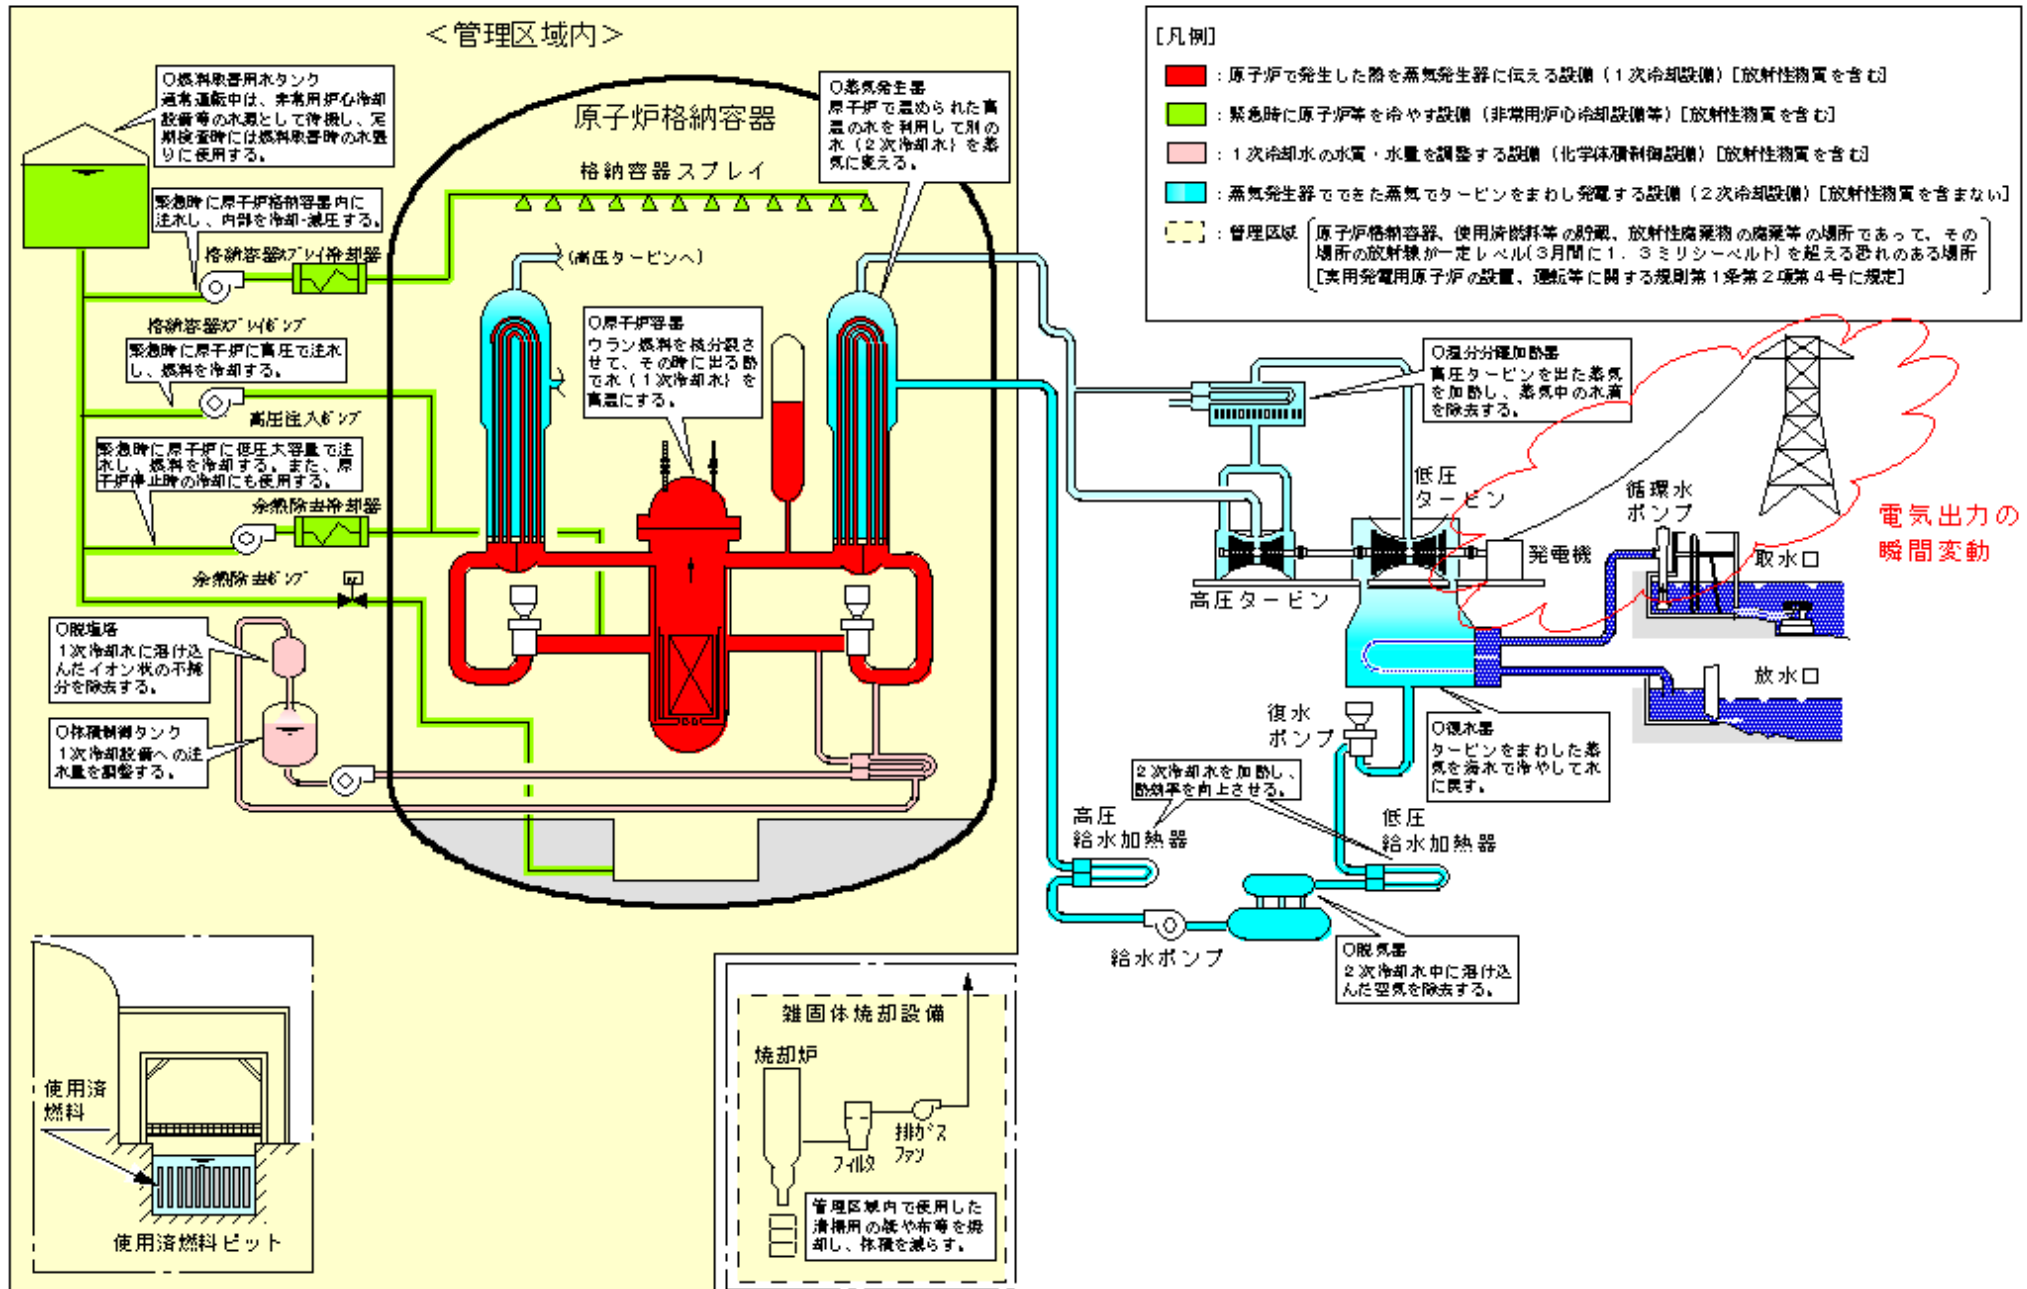 ＜管理区域内＞
○燃料取替用水タンク
通常運転中は、非常用炉心冷却
設備等の水源として待機し、定
期検査時には燃料取替時の水張
りに使用する。
緊急時に原子炉格納容器内に
注水し、内部を冷却・減圧する。
格納容器ｽﾌﾟﾚｲ冷却器
格納容器ｽﾌﾟﾚｲﾎﾟﾝﾌﾟ
緊急時に原子炉に高圧で注水
し、燃料を冷却する。
高圧注入ﾎﾟﾝﾌﾟ
緊急時に原子炉に低圧大容量で注
水し、燃料を冷却する。また、原
子炉停止時の冷却にも使用する。
余熱除去冷却器
余熱除去ﾎﾟﾝﾌﾟ
○脱塩塔
１次冷却水に溶け込
んだイオン状の不純
分を除去する。
○体積制御タンク
１次冷却設備への注
水量を調整する。
原子炉格納容器
格納容器スプレイ
(高圧タービンへ)
○蒸気発生器
原子炉で温められた高
温の水を利用して別の
水（２次冷却水）を蒸
気に変える。
○原子炉容器
ウラン燃料を核分裂さ
せて、その時に出る熱
で水（１次冷却水）を
高温にする。
[凡例]
：原子炉で発生した熱を蒸気発生器に伝える設備（１次冷却設備）[放射性物質を含む]
：緊急時に原子炉等を冷やす設備（非常用炉心冷却設備等）[放射性物質を含む]
：１次冷却水の水質・水量を調整する設備（化学体積制御設備）[放射性物質を含む]
：蒸気発生器でできた蒸気でタービンをまわし発電する設備（２次冷却設備）[放射性物質を含まない]
：管理区域
原子炉格納容器、使用済燃料等の貯蔵、放射性廃棄物の廃棄等の場所であって、その
場所の放射線が一定レベル(３月間に１．３ミリシーベルト)を超える恐れのある場所
[実用発電用原子炉の設置、運転等に関する規則第１条第２項第４号に規定]
○湿分分離加熱器
高圧タービンを出た蒸気
を加熱し、蒸気中の水滴
を除去する。
低圧
タービン
高圧タービン
発電機
循環水
ポンプ
取水口
放水口
電気出力の
瞬間変動
復水
ポンプ
○復水器
タービンをまわした蒸
気を海水で冷やして水
に戻す。
２次冷却水を加熱し、
熱効率を向上させる。
高圧
給水加熱器
低圧
給水加熱器
給水ポンプ
○脱気器
２次冷却水中に溶け込
んだ空気を除去する。
使用済
燃料
使用済燃料ピット
雑固体焼却設備
焼却炉
フィルタ
排ｶﾞｽ
ファン
管理区域内で使用した
清掃用の紙や布等を焼
却し、体積を減らす。